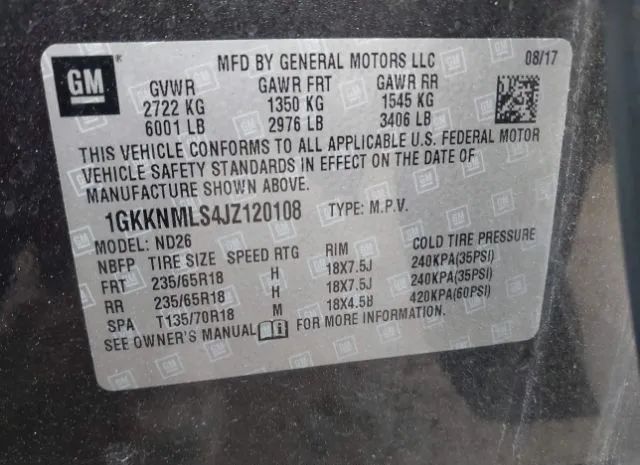 GM
MFD BY GENERAL MOTORS LLC 08/17
GVWR GAWR FRT GAWR RR
2722 KG 1350 KG 1545 KG
6001 LB 2976 LB 3406 LB
THIS VEHICLE CONFORMS TO ALL APPLICABLE U.S. FEDERAL MOTOR
VEHICLE SAFETY STANDARDS IN EFFECT ON THE DATE OF
MANUFACTURE SHOWN ABOVE.
1GKKNMLS4JZ120108 TYPE: M.P.V.
MODEL: ND26
NBFP TIRE SIZE SPEED RTG RIM COLD TIRE PRESSURE
FRT 235/65R18 H 18X7.5J 240KPA(35PSI)
RR 235/65R18 H 18X7.5J 240KPA(35PSI)
SPA T135/70R18 M 18X4.5B 420KPA(60PSI)
SEE OWNER'S MANUAL FOR MORE INFORMATION.